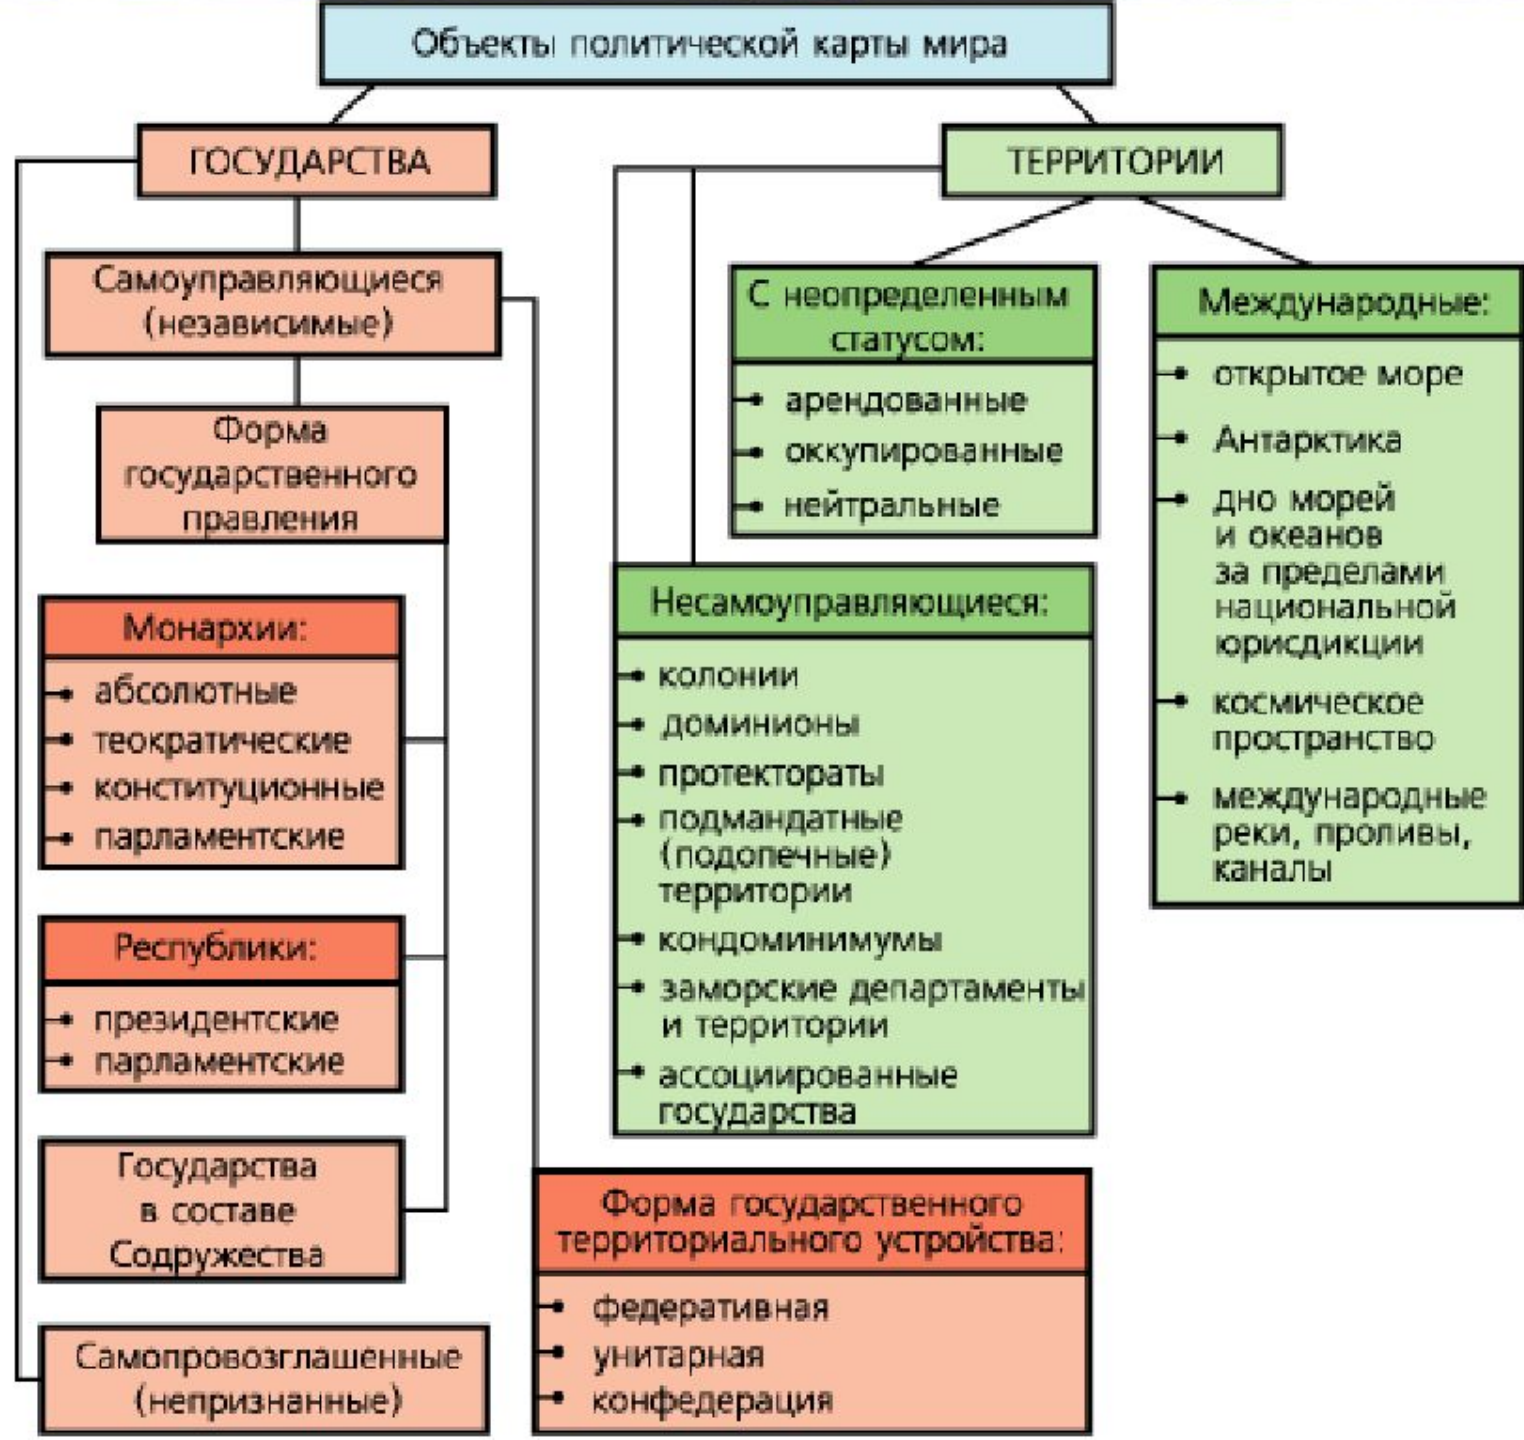 Объекты политической карты мира
ГОСУДАРСТВА
Самоуправляющиеся
(независимые)
Форма
государственного
правления
Монархии:
абсолютные
теократические
конституционные
парламентские
Республики:
президентские
парламентские
Государства
в составе
Содружества
Самопровозглашенные
(непризнанные)
Форма государственного
территориального устройства:
федеративная
унитарная
конфедерация
ТЕРРИТОРИИ
С неопределенным
статусом:
арендованные
оккупированные
нейтральные
Несамоуправляющиеся:
колонии
доминионы
протектораты
подмандатные
(подопечные)
территории
кондоминимумы
заморские департаменты
и территории
ассоциированные
государства
Международные:
открытое море
Антарктика
дно морей
и океанов
за пределами
национальной
юрисдикции
космическое
пространство
международные
реки, проливы,
каналы